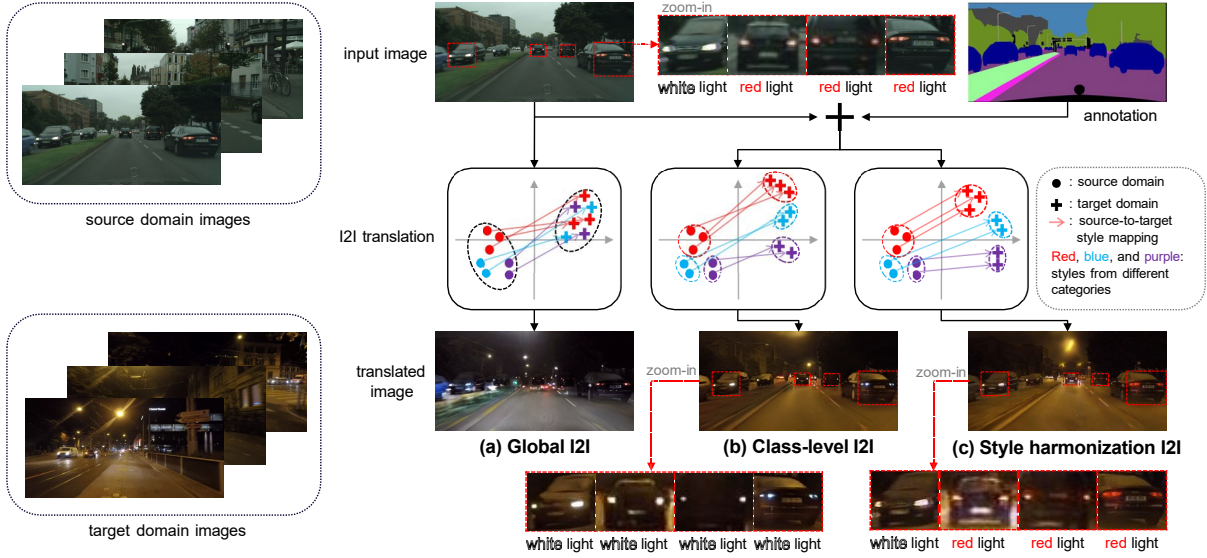 source domain images
target domain images
input image
zoom-in
white light
red light
red light
red light
annotation
I2I translation
: source domain
: target domain
: source-to-target
style mapping
Red, blue, and purple:
styles from different
categories
translated
image
zoom-in
zoom-in
(a) Global I2I
(b) Class-level I2I
(c) Style harmonization I2I
white light
white light
white light
white light
white light
red light
red light
red light